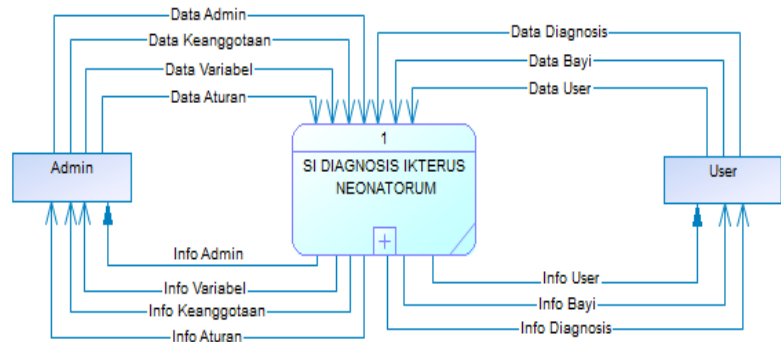 Data Admin
Data Keanggotaan
Data Variabel
Data Aturan
Data Diagnosis
Data Bayi
Data User
Admin
1
SI DIAGNOSIS IKTERUS
NEONATORUM
User
Info Admin
Info Variabel
Info Keanggotaan
Info Aturan
Info User
Info Bayi
Info Diagnosis